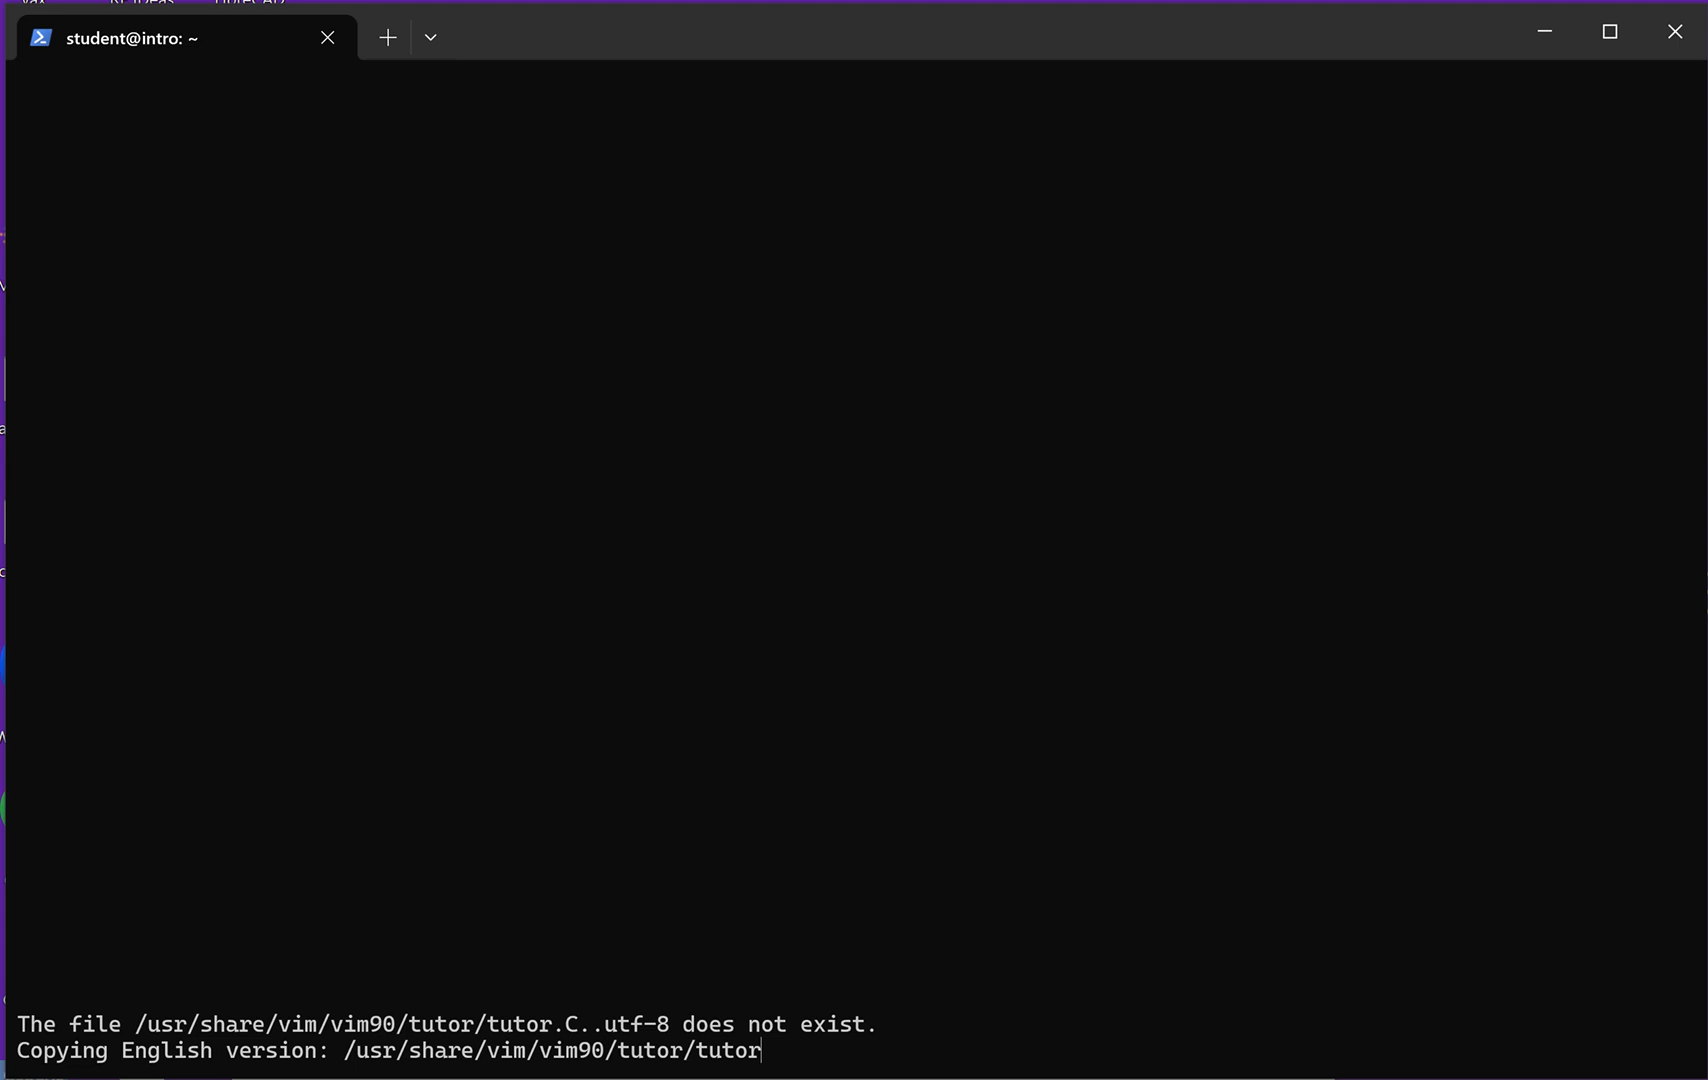 student@intro: ~
The file /usr/share/vim/vim90/tutor/tutor.C..utf-8 does not exist.
Copying English version: /usr/share/vim/vim90/tutor/tutor